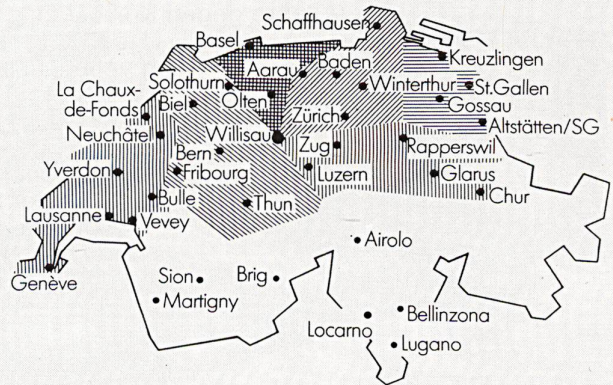 Schaffhausen
Basel
Kreuzlingen
Aarau
Baden
Solothurn
Winterthur
St.Gallen
La Chaux-
de-Fonds
Biel
Olten
Gossau
Zürich
Altstätten/SG
Neuchâtel
Willisau
Zug
Rapperswil
Bern
Yverdon
Fribourg
Luzern
Glarus
Bulle
Thun
Chur
Lausanne
Vevey
Airolo
Genève
Sion
Brig
Martigny
Bellinzona
Locarno
Lugano